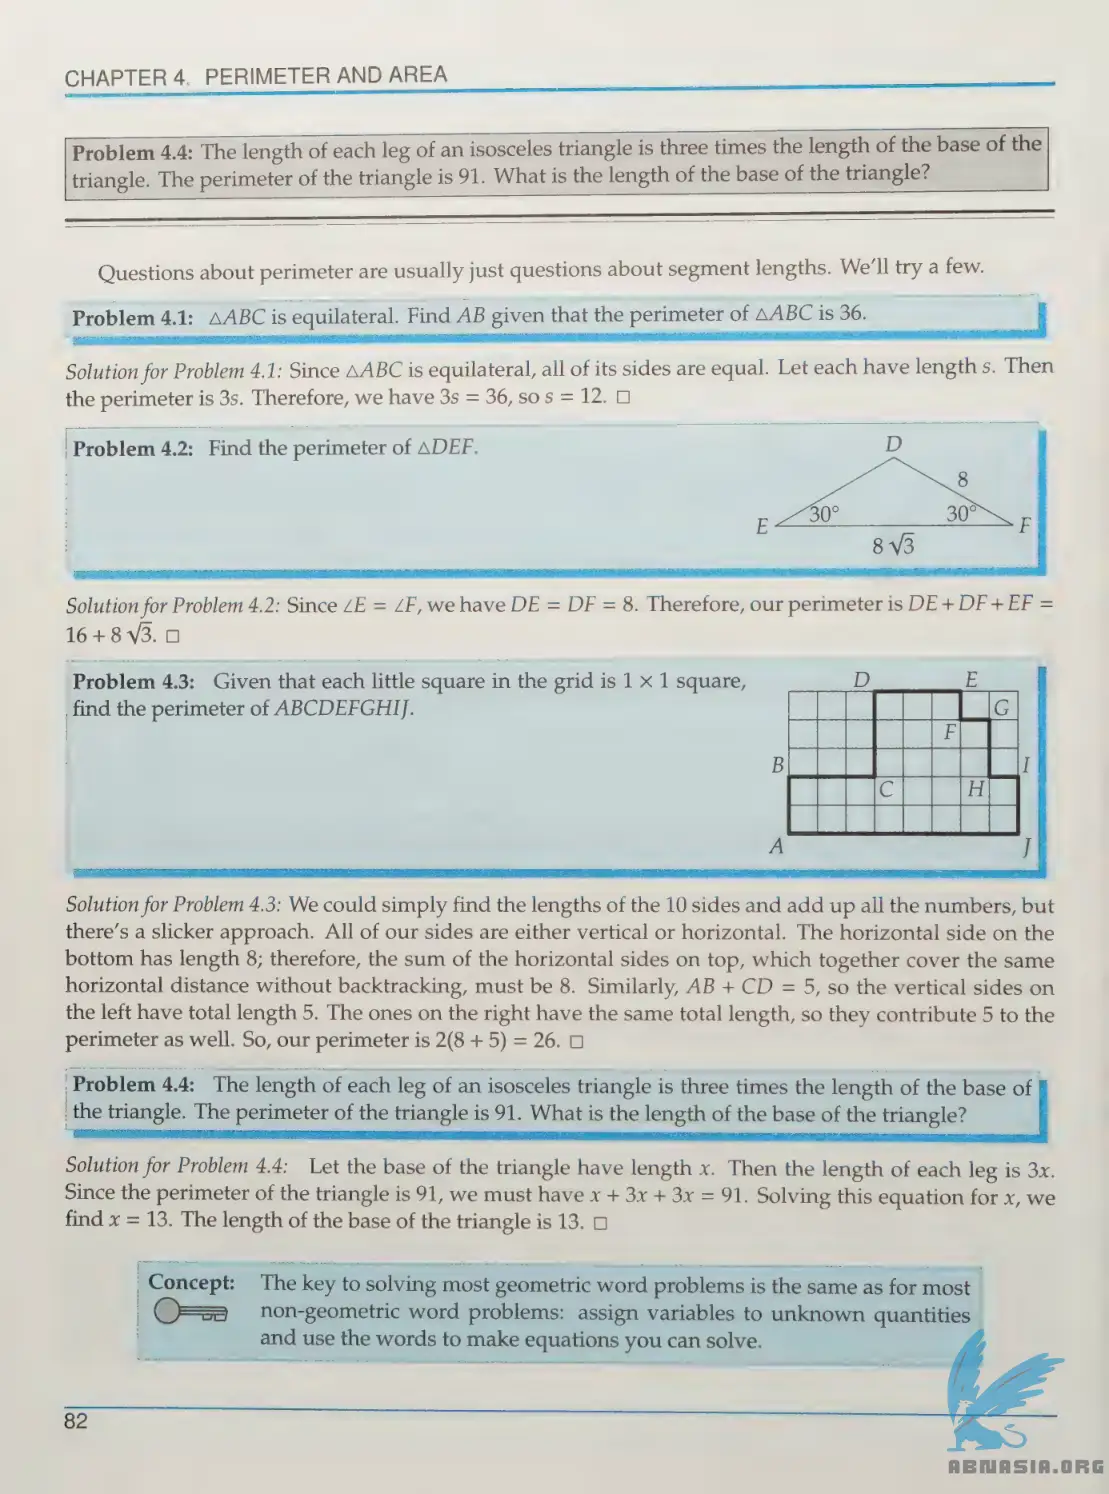 CHAPTER 4. PERIMETER AND AREA
Problem 4.4: The length of each leg of an isosceles triangle is three times the length of the base of the
triangle. The perimeter of the triangle is 91. What is the length of the base of the triangle?
Questions about perimeter are usually just questions about segment lengths. We'll try a few.
Problem 4.1: △ABC is equilateral. Find AB given that the perimeter of △ABC is 36.
Solution for Problem 4.1: Since △ABC is equilateral, all of its sides are equal. Let each have length s. Then
the perimeter is 3s. Therefore, we have 3s = 36, so s = 12. □
Problem 4.2: Find the perimeter of △DEF.
D
8
30° 30°
E F
8√3
Solution for Problem 4.2: Since ∠E = ∠F, we have DE = DF = 8. Therefore, our perimeter is DE + DF + EF =
16 + 8√3. □
Problem 4.3: Given that each little square in the grid is 1 × 1 square,
find the perimeter of ABCDEFGHIJ.
D E
G
F
B I
C H
A J
Solution for Problem 4.3: We could simply find the lengths of the 10 sides and add up all the numbers, but
there's a slicker approach. All of our sides are either vertical or horizontal. The horizontal side on the
bottom has length 8; therefore, the sum of the horizontal sides on top, which together cover the same
horizontal distance without backtracking, must be 8. Similarly, AB + CD = 5, so the vertical sides on
the left have total length 5. The ones on the right have the same total length, so they contribute 5 to the
perimeter as well. So, our perimeter is 2(8 + 5) = 26. □
Problem 4.4: The length of each leg of an isosceles triangle is three times the length of the base of
the triangle. The perimeter of the triangle is 91. What is the length of the base of the triangle?
Solution for Problem 4.4: Let the base of the triangle have length x. Then the length of each leg is 3x.
Since the perimeter of the triangle is 91, we must have x + 3x + 3x = 91. Solving this equation for x, we
find x = 13. The length of the base of the triangle is 13. □
Concept: The key to solving most geometric word problems is the same as for most
non-geometric word problems: assign variables to unknown quantities
and use the words to make equations you can solve.
82
ABNASIA.ORG